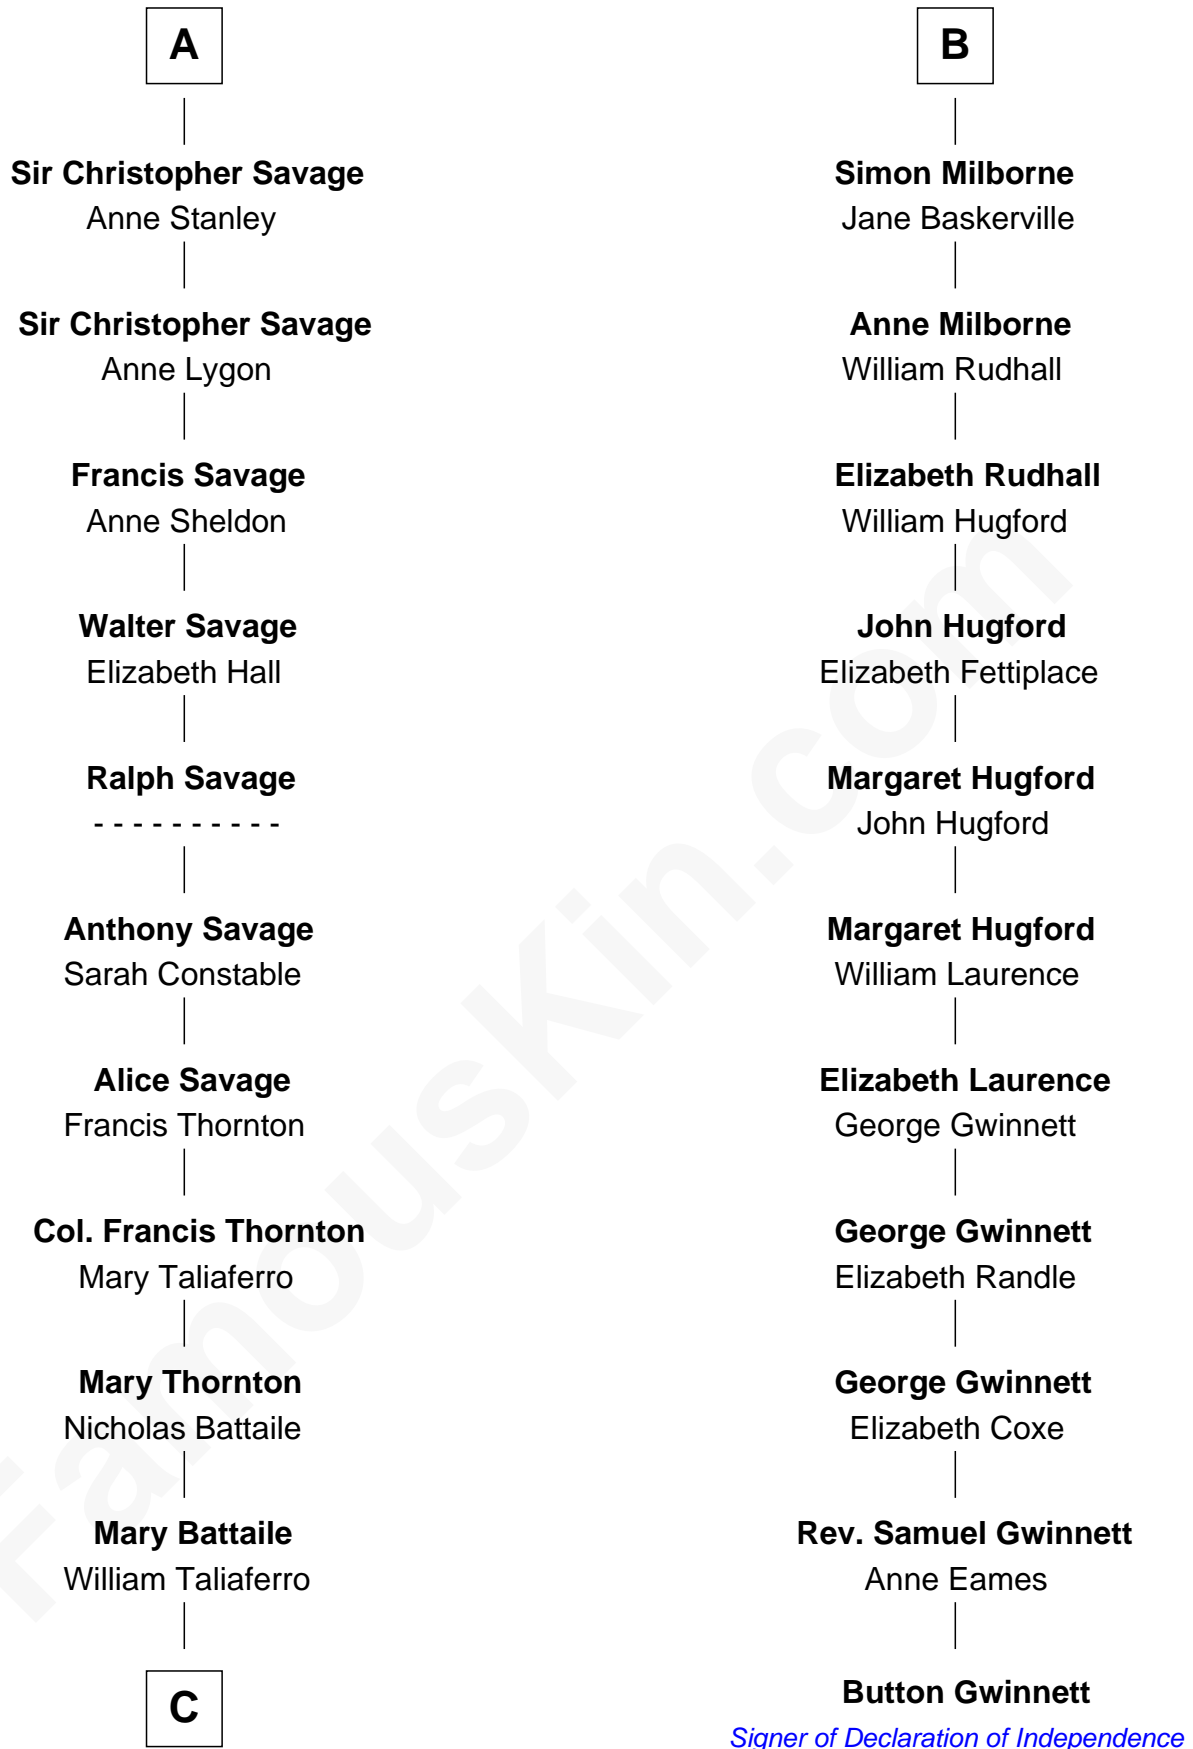 A
Sir Christopher Savage
Anne Stanley
Sir Christopher Savage
Anne Lygon
Francis Savage
Anne Sheldon
Walter Savage
Elizabeth Hall
Ralph Savage
- - - - - - - - - -
Anthony Savage
Sarah Constable
Alice Savage
Francis Thornton
Col. Francis Thornton
Mary Taliaferro
Mary Thornton
Nicholas Battaile
Mary Battaile
William Taliaferro
C
B
Simon Milborne
Jane Baskerville
Anne Milborne
William Rudhall
Elizabeth Rudhall
William Hugford
John Hugford
Elizabeth Fettiplace
Margaret Hugford
John Hugford
Margaret Hugford
William Laurence
Elizabeth Laurence
George Gwinnett
George Gwinnett
Elizabeth Randle
George Gwinnett
Elizabeth Coxe
Rev. Samuel Gwinnett
Anne Eames
Button Gwinnett
Signer of Declaration of Independence
FamousKin.com